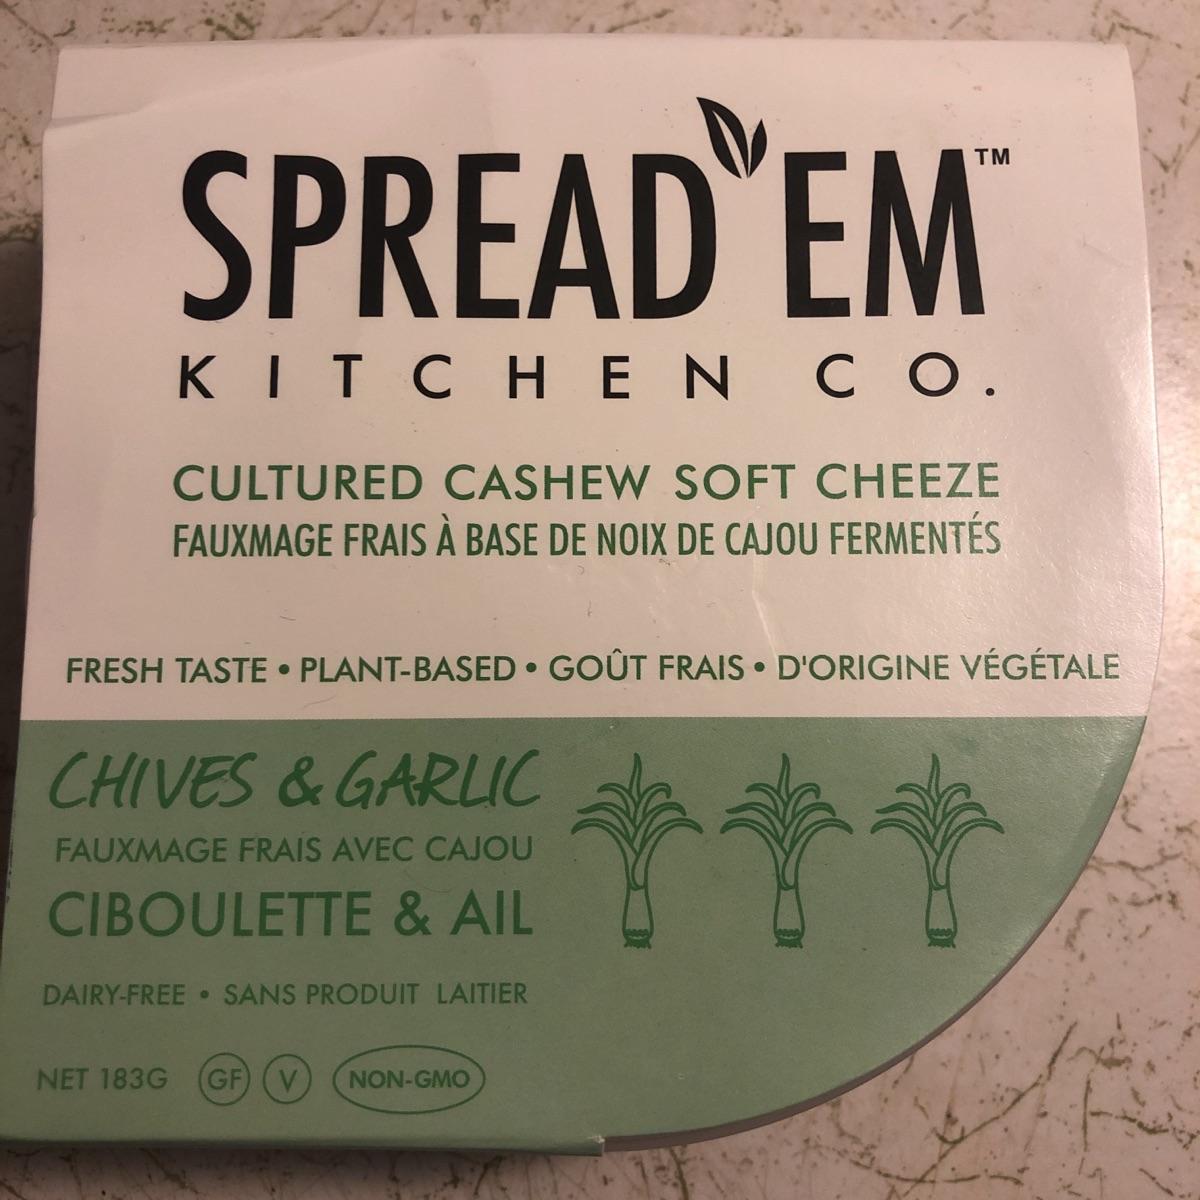 SPREAD'EM™
KITCHEN CO.
CULTURED CASHEW SOFT CHEEZE
FAUXMAGE FRAIS À BASE DE NOIX DE CAJOU FERMENTÉS
FRESH TASTE • PLANT-BASED • GOÛT FRAIS • D'ORIGINE VÉGÉTALE
CHIVES & GARLIC
FAUXMAGE FRAIS AVEC CAJOU
CIBOULETTE & AIL
DAIRY-FREE • SANS PRODUIT LAITIER
NET 183G GF V NON-GMO